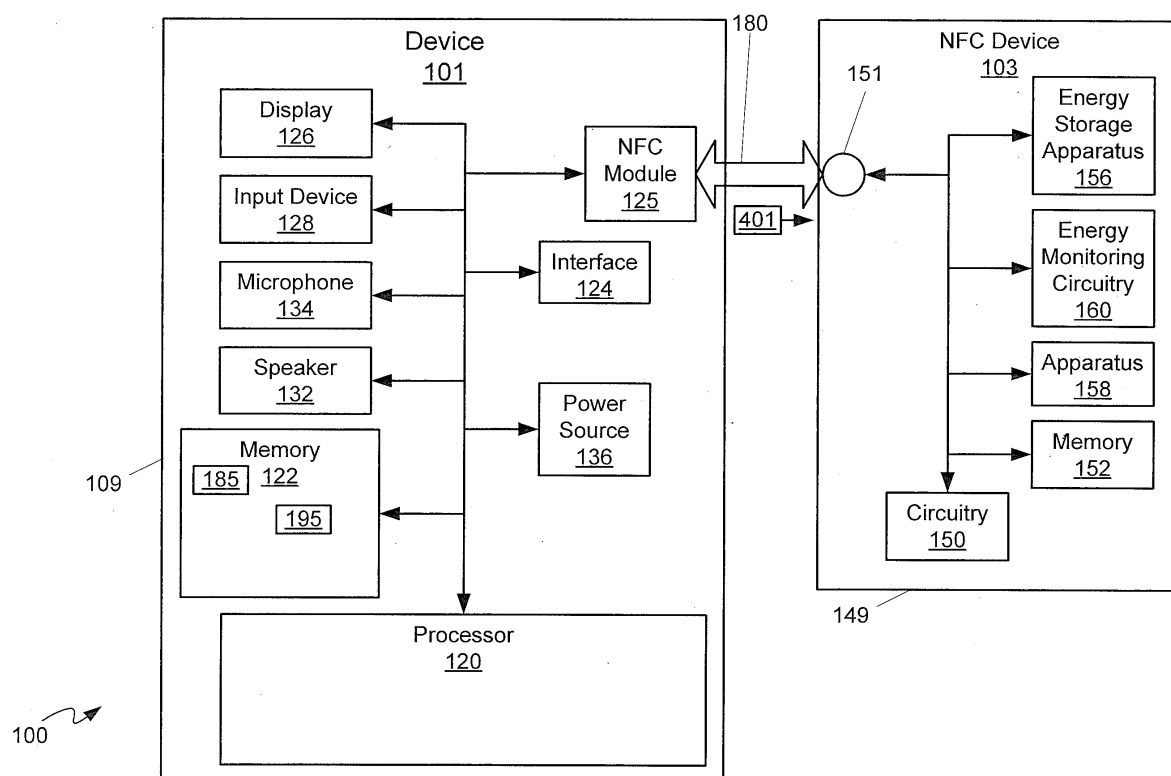 Device
101
Display
126
Input Device
128
Microphone
134
Speaker
132
Memory
185
122
195
NFC
Module
125
Interface
124
Power
Source
136
Processor
120
109
100
180
401
151
NFC Device
103
Energy
Storage
Apparatus
156
Energy
Monitoring
Circuitry
160
Apparatus
158
Memory
152
Circuitry
150
149